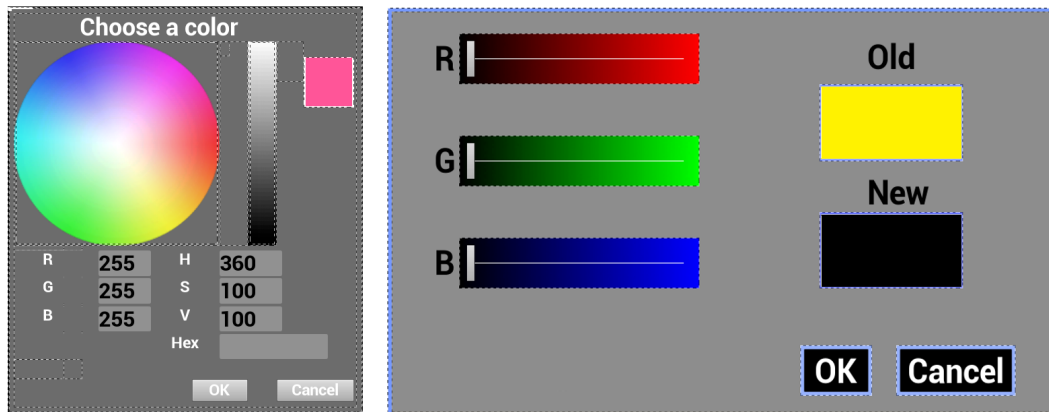 Choose a color
R 255 H 360
G 255 S 100
B 255 V 100
Hex
OK Cancel
R
G
B
Old
New
OK Cancel